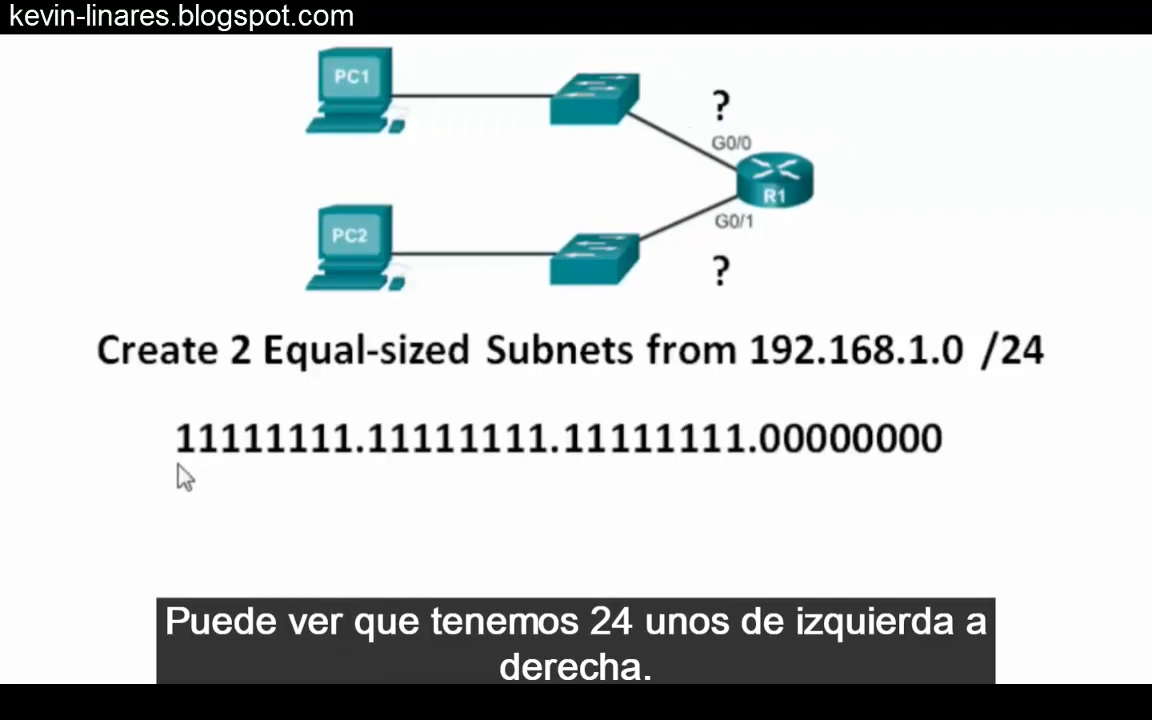 kevin-linares.blogspot.com
PC1
?
G0/0
R1
G0/1
PC2
?
Create 2 Equal-sized Subnets from 192.168.1.0 /24
11111111.11111111.11111111.00000000
Puede ver que tenemos 24 unos de izquierda a
derecha.